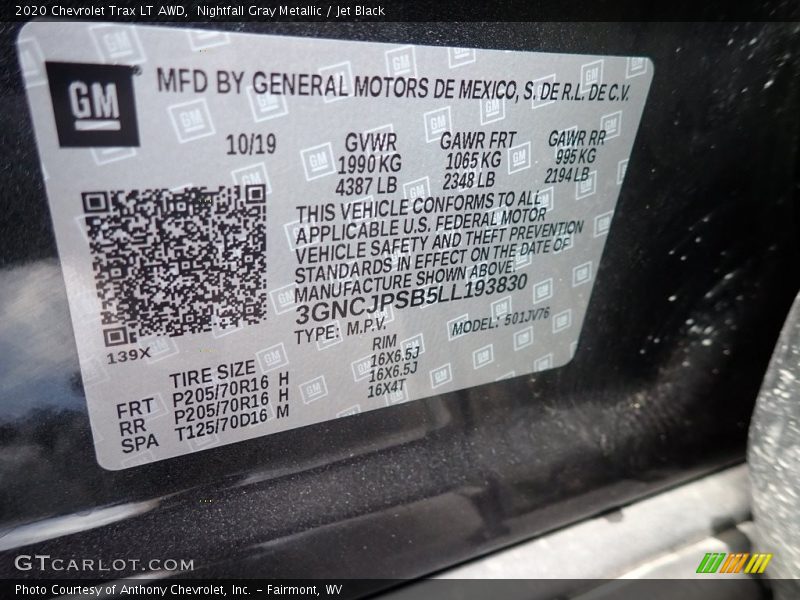 2020 Chevrolet Trax LT AWD,  Nightfall Gray Metallic / Jet Black
GM
MFD BY GENERAL MOTORS DE MEXICO, S. DE R.L. DE C.V.
10/19
GVWR GAWR FRT GAWR RR
1990 KG 1065 KG 995 KG
4387 LB 2348 LB 2194 LB
THIS VEHICLE CONFORMS TO ALL
APPLICABLE U.S. FEDERAL MOTOR
VEHICLE SAFETY AND THEFT PREVENTION
STANDARDS IN EFFECT ON THE DATE OF
MANUFACTURE SHOWN ABOVE.
3GNCJPSB5LL193830
TYPE: M.P.V. MODEL: 501JV76
139X
TIRE SIZE RIM
FRT P205/70R16 H 16X6.5J
RR P205/70R16 H 16X6.5J
SPA T125/70D16 M 16X4T
GTCARLOT.COM
Photo Courtesy of Anthony Chevrolet, Inc. – Fairmont, WV